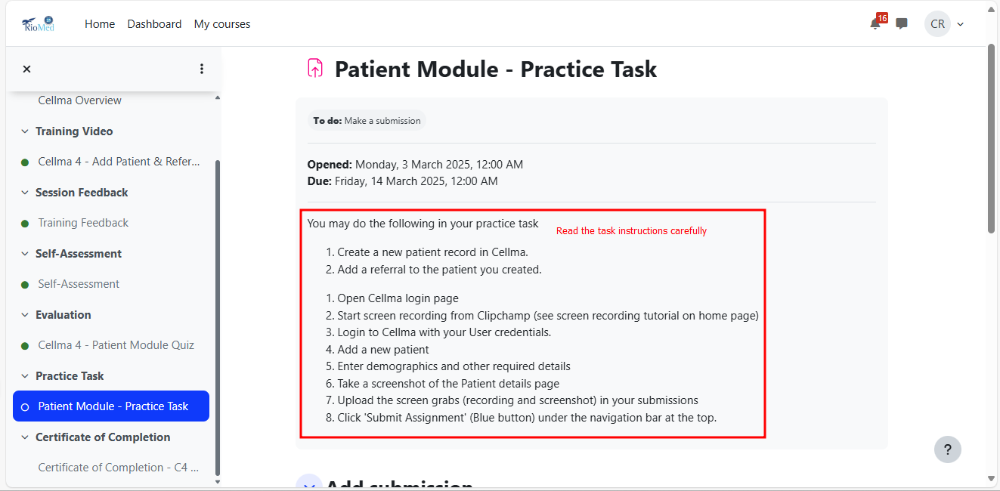 RioMed
Home
Dashboard
My courses
16
CR
Cellma Overview
Training Video
Cellma 4 - Add Patient & Refer...
Session Feedback
Training Feedback
Self-Assessment
Self-Assessment
Evaluation
Cellma 4 - Patient Module Quiz
Practice Task
Patient Module - Practice Task
Certificate of Completion
Certificate of Completion - C4 ...
Patient Module - Practice Task
To do: Make a submission
Opened: Monday, 3 March 2025, 12:00 AM
Due: Friday, 14 March 2025, 12:00 AM
You may do the following in your practice task
Read the task instructions carefully
1. Create a new patient record in Cellma.
2. Add a referral to the patient you created.
1. Open Cellma login page
2. Start screen recording from Clipchamp (see screen recording tutorial on home page)
3. Login to Cellma with your User credentials.
4. Add a new patient
5. Enter demographics and other required details
6. Take a screenshot of the Patient details page
7. Upload the screen grabs (recording and screenshot) in your submissions
8. Click 'Submit Assignment' (Blue button) under the navigation bar at the top.
Add submission
?